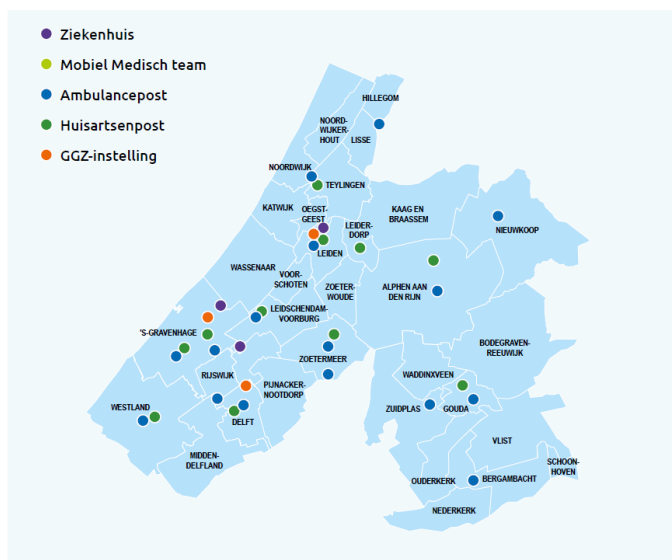 Ziekenhuis
Mobiel Medisch team
Ambulancepost
Huisartsenpost
GGZ-instelling
HILLEGOM
NOORD-
WIJKER-
HOUT
LISSE
NOORDWIJK
TEYLINGEN
KATWIJK
OEGST-
GEEST
LEIDER-
DORP
KAAG EN
BRAASSEM
NIEUWKOOP
LEIDEN
WASSENAAR
VOOR-
SCHOTEN
ZOETER-
WOUDE
ALPHEN AAN
DEN RIJN
LEIDSCHENDAM-
VOORBURG
'S-GRAVENHAGE
BODEGRAVEN-
REEUWIJK
ZOETERMEER
RIJSWIJK
PIJNACKER-
NOOTDORP
WADDINXVEEN
WESTLAND
ZUIDPLAS
GOUDA
DELFT
VLIST
MIDDEN-
DELFLAND
SCHOON-
HOVEN
OUDERKERK
BERGAMBACHT
NEDERKERK